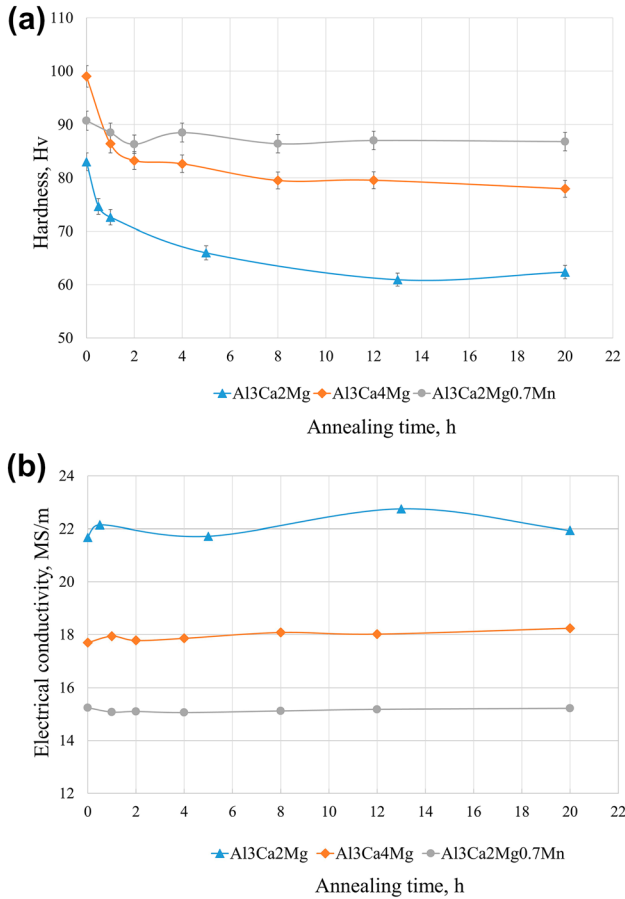 (a)
110
100
90
80
70
60
50
Hardness, Hv
0 2 4 6 8 10 12 14 16 18 20 22
Al3Ca2Mg Al3Ca4Mg Al3Ca2Mg0.7Mn
Annealing time, h
(b)
24
22
20
18
16
14
12
Electrical conductivity, MS/m
0 2 4 6 8 10 12 14 16 18 20 22
Al3Ca2Mg Al3Ca4Mg Al3Ca2Mg0.7Mn
Annealing time, h